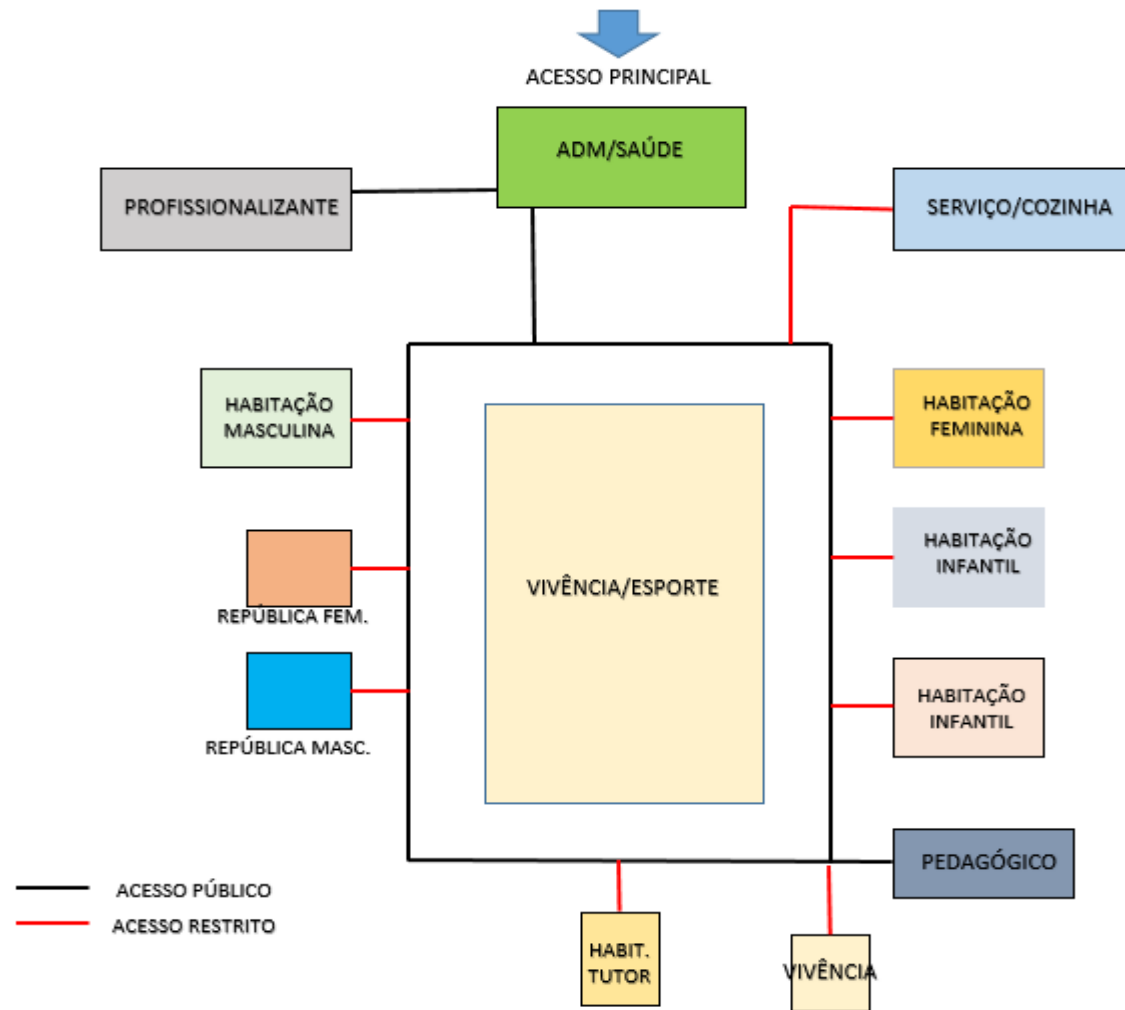 ACESSO PRINCIPAL
ADM/SAÚDE
PROFISSIONALIZANTE
SERVIÇO/COZINHA
HABITAÇÃO
MASCULINA
HABITAÇÃO
FEMININA
REPÚBLICA FEM.
HABITAÇÃO
INFANTIL
VIVÊNCIA/ESPORTE
REPÚBLICA MASC.
HABITAÇÃO
INFANTIL
PEDAGÓGICO
ACESSO PÚBLICO
ACESSO RESTRITO
HABIT.
TUTOR
VIVÊNCIA